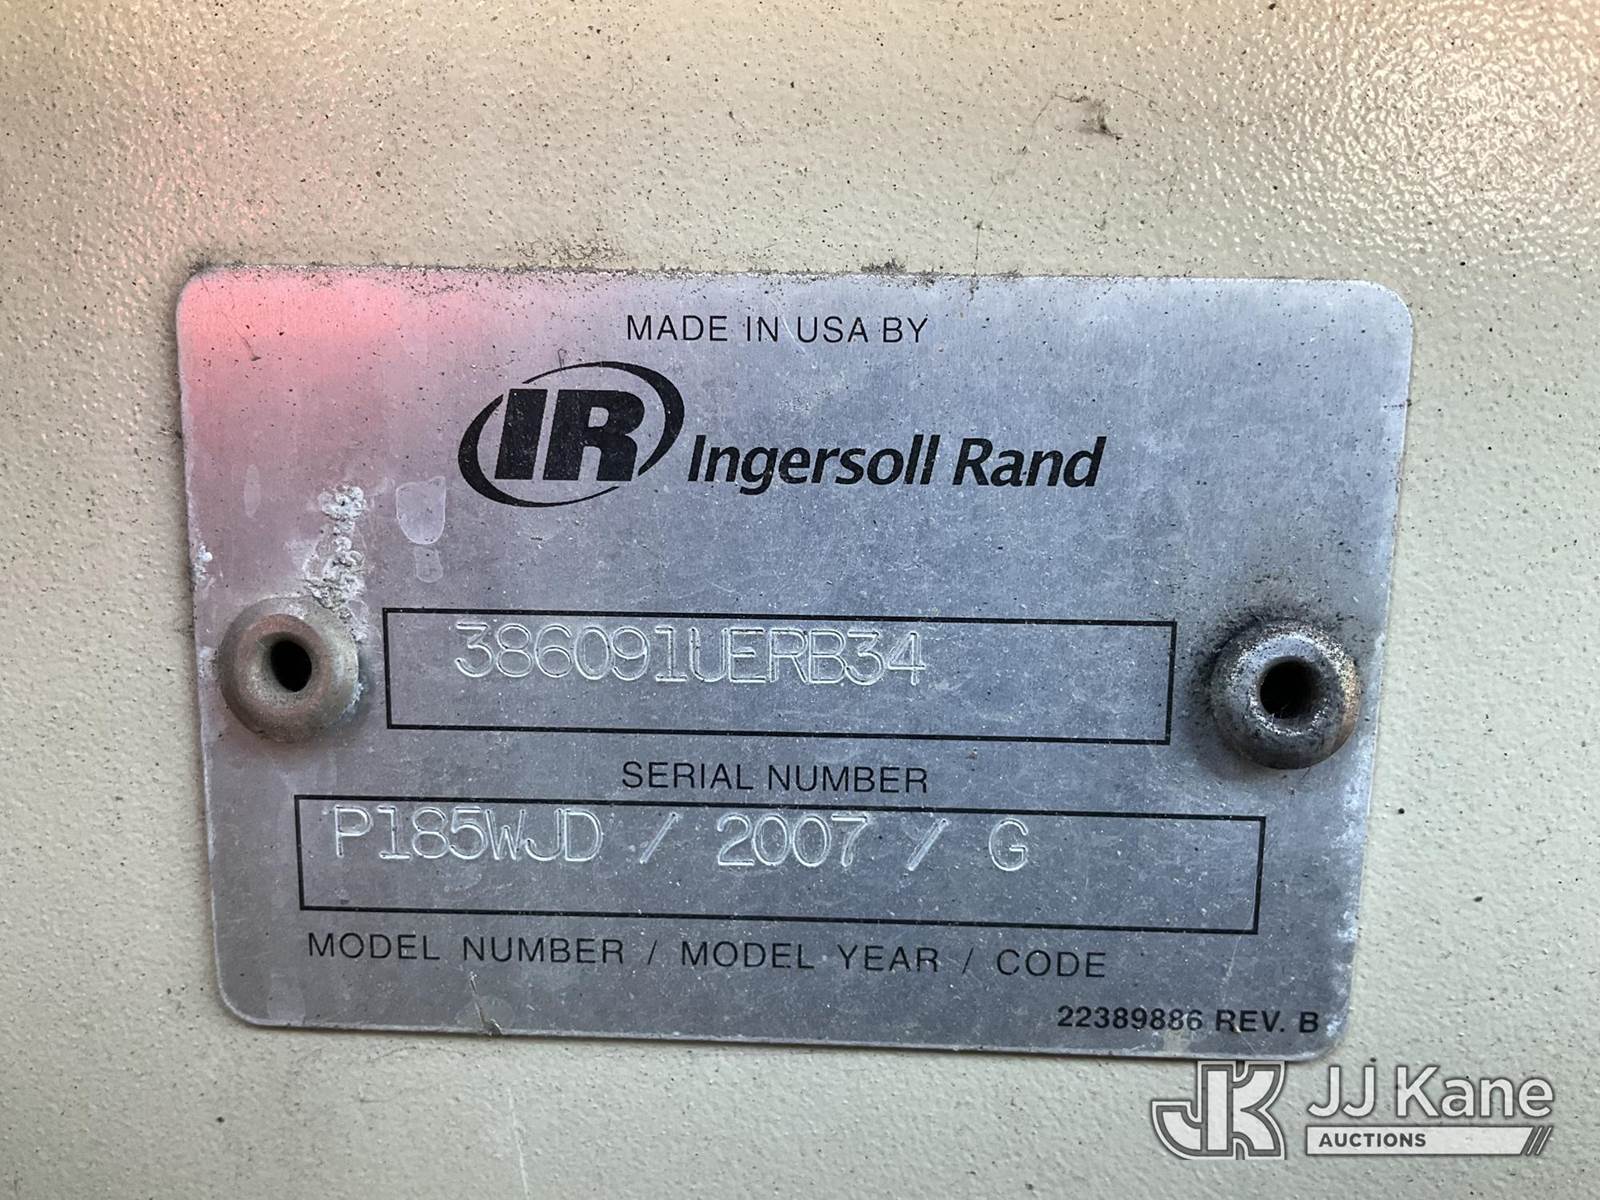 MADE IN USA BY
IR Ingersoll Rand
386091UERB34
SERIAL NUMBER
P185WJD / 2007 / G
MODEL NUMBER / MODEL YEAR / CODE
22389886 REV. B
JK JJ Kane
AUCTIONS